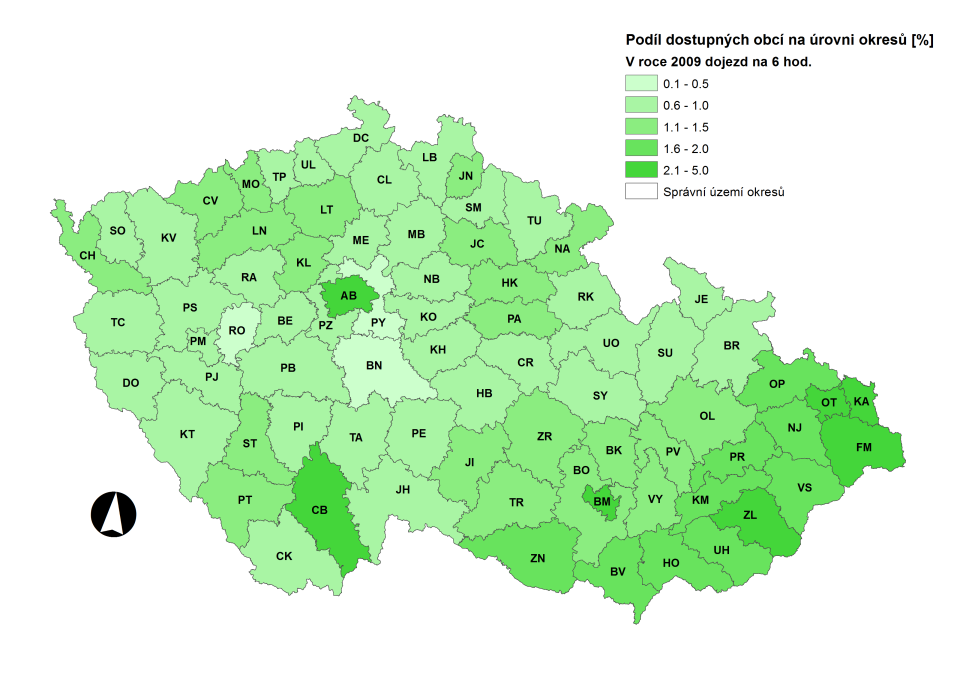 Podíl dostupných obcí na úrovni okresů [%]
V roce 2009 dojezd na 6 hod.
0.1 - 0.5
0.6 - 1.0
1.1 - 1.5
1.6 - 2.0
2.1 - 5.0
Správní území okresů
DC
LB
UL
TP
MO
CL
JN
CV
LT
SM
TU
SO
KV
LN
ME
MB
JC
NA
CH
KL
RA
NB
HK
RK
JE
AB
PS
TC
RO
BE
PZ
PY
KO
PA
PM
UO
SU
BR
KH
CR
BN
PB
PJ
DO
HB
SY
OP
OT
KA
OL
NJ
FM
KT
ST
PI
TA
PE
ZR
BK
PV
PR
JI
BO
VS
PT
CB
JH
TR
BM
VY
KM
ZL
CK
ZN
BV
HO
UH